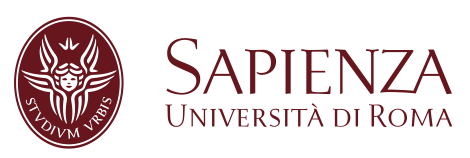 STVDIVM VRBIS
SAPIENZA
UNIVERSITÀ DI ROMA